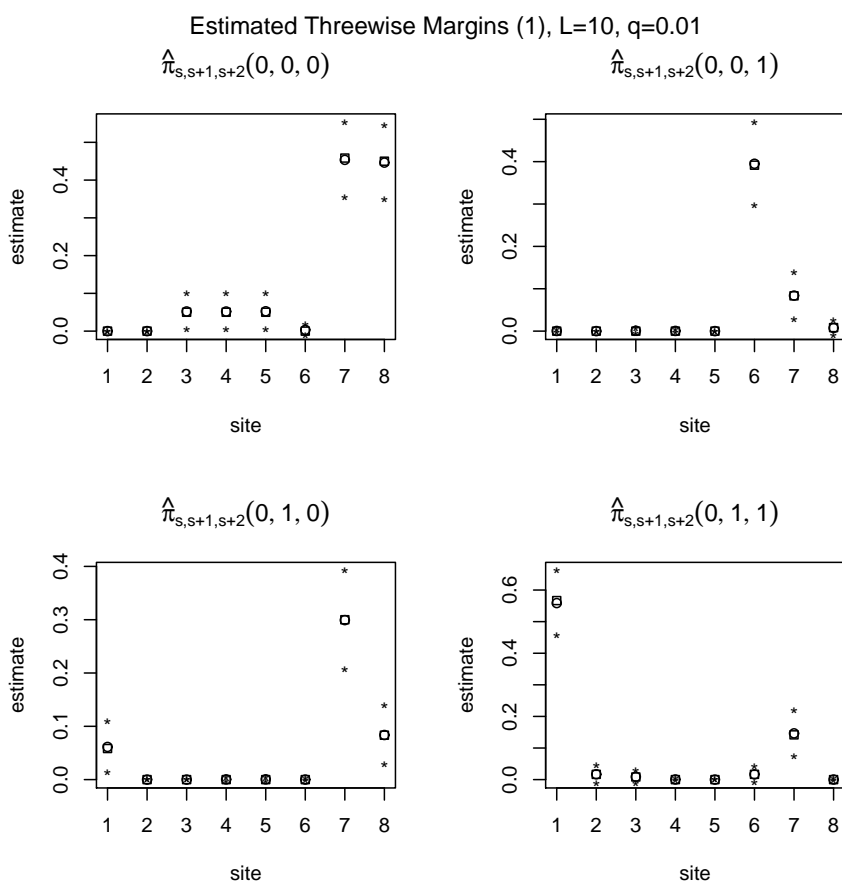 Estimated Threewise Margins (1), L=10, q=0.01
π̂s,s+1,s+2(0, 0, 0)
estimate
0.0 0.2 0.4
1 2 3 4 5 6 7 8
site
π̂s,s+1,s+2(0, 0, 1)
estimate
0.0 0.2 0.4
1 2 3 4 5 6 7 8
site
π̂s,s+1,s+2(0, 1, 0)
estimate
0.0 0.1 0.2 0.3 0.4
1 2 3 4 5 6 7 8
site
π̂s,s+1,s+2(0, 1, 1)
estimate
0.0 0.2 0.4 0.6
1 2 3 4 5 6 7 8
site